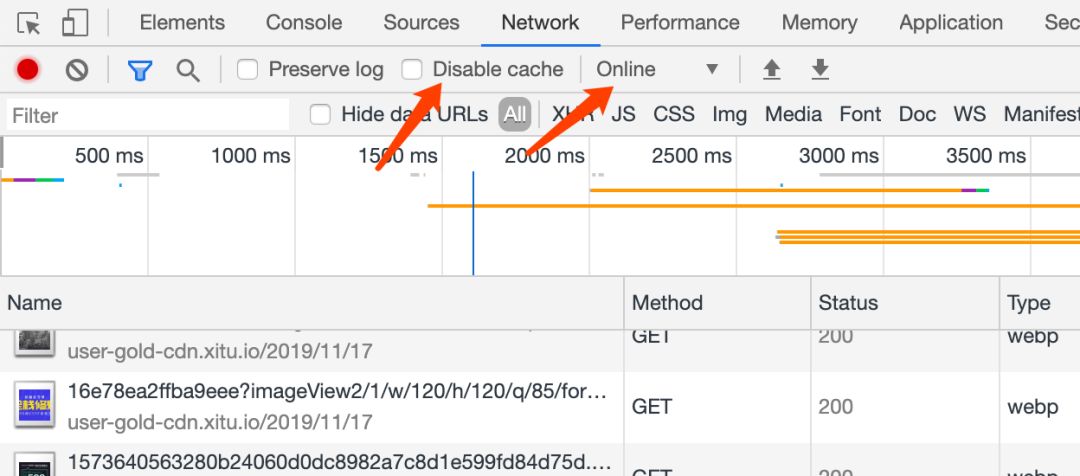 Elements Console Sources Network Performance Memory Application Sec
Preserve log Disable cache Online
Filter Hide data URLs All XHR JS CSS Img Media Font Doc WS Manifest
500 ms 1000 ms 1500 ms 2000 ms 2500 ms 3000 ms 3500 ms
Name Method Status Type
GET 200 webp
user-gold-cdn.xitu.io/2019/11/17
16e78ea2ffba9eee?imageView2/1/w/120/h/120/q/85/for... GET 200 webp
user-gold-cdn.xitu.io/2019/11/17
1573640563280b24060d0dc8982a7c8d1e599fd84d75d.... GET 200 webp